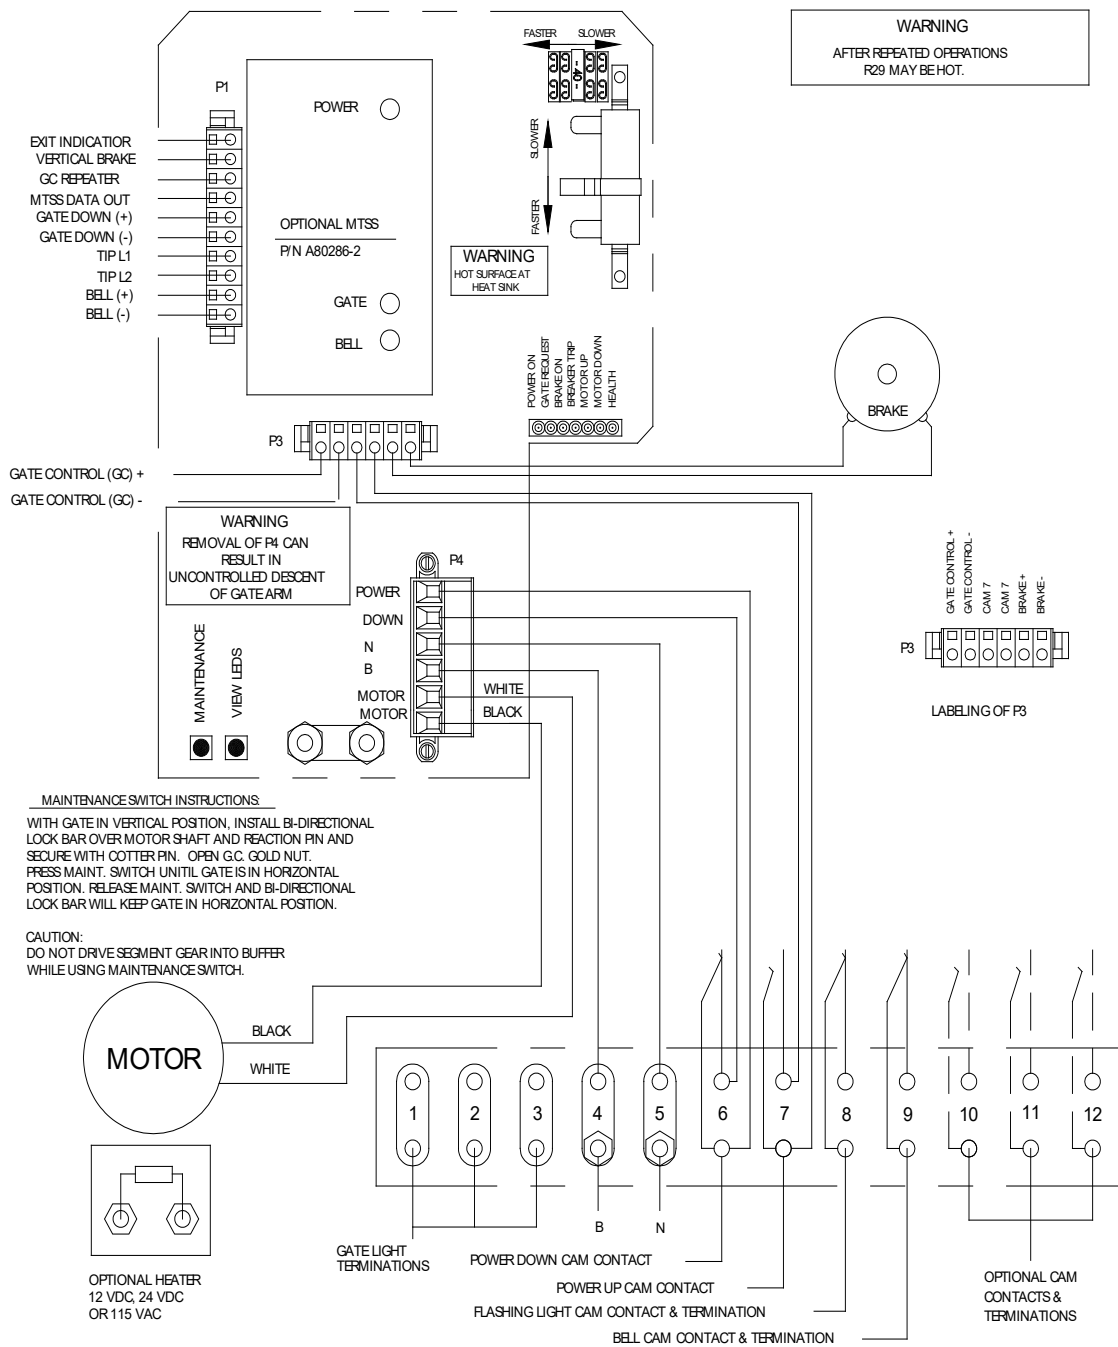 WARNING
AFTER REPEATED OPERATIONS
R29 MAY BE HOT.
FASTER SLOWER
- 40 -
SLOWER
FASTER
P1
POWER
EXIT INDICATIOR
VERTICAL BRAKE
GC REPEATER
MTSS DATA OUT
GATE DOWN (+)
GATE DOWN (-)
TIP L1
TIP L2
BELL (+)
BELL (-)
OPTIONAL MTSS
P/N A80286-2
GATE
BELL
WARNING
HOT SURFACE AT
HEAT SINK
POWER ON
GATE REQUEST
BRAKE ON
BREAKER TRIP
MOTOR UP
MOTOR DOWN
HEALTH
BRAKE
P3
GATE CONTROL (GC) +
GATE CONTROL (GC) -
WARNING
REMOVAL OF P4 CAN
RESULT IN
UNCONTROLLED DESCENT
OF GATE ARM
P4
POWER
DOWN
N
B
MOTOR
MOTOR
WHITE
BLACK
MAINTENANCE
VIEW LEDS
GATE CONTROL +
GATE CONTROL -
CAM 7
CAM 7
BRAKE +
BRAKE -
P3
LABELING OF P3
MAINTENANCE SWITCH INSTRUCTIONS:
WITH GATE IN VERTICAL POSITION, INSTALL BI-DIRECTIONAL
LOCK BAR OVER MOTOR SHAFT AND REACTION PIN AND
SECURE WITH COTTER PIN. OPEN G.C. GOLD NUT.
PRESS MAINT. SWITCH UNITIL GATE IS IN HORIZONTAL
POSITION. RELEASE MAINT. SWITCH AND BI-DIRECTIONAL
LOCK BAR WILL KEEP GATE IN HORIZONTAL POSITION.
CAUTION:
DO NOT DRIVE SEGMENT GEAR INTO BUFFER
WHILE USING MAINTENANCE SWITCH.
MOTOR
BLACK
WHITE
1 2 3 4 5 6 7 8 9 10 11 12
B N
GATE LIGHT
TERMINATIONS
POWER DOWN CAM CONTACT
POWER UP CAM CONTACT
FLASHING LIGHT CAM CONTACT & TERMINATION
BELL CAM CONTACT & TERMINATION
OPTIONAL CAM
CONTACTS &
TERMINATIONS
OPTIONAL HEATER
12 VDC, 24 VDC
OR 115 VAC